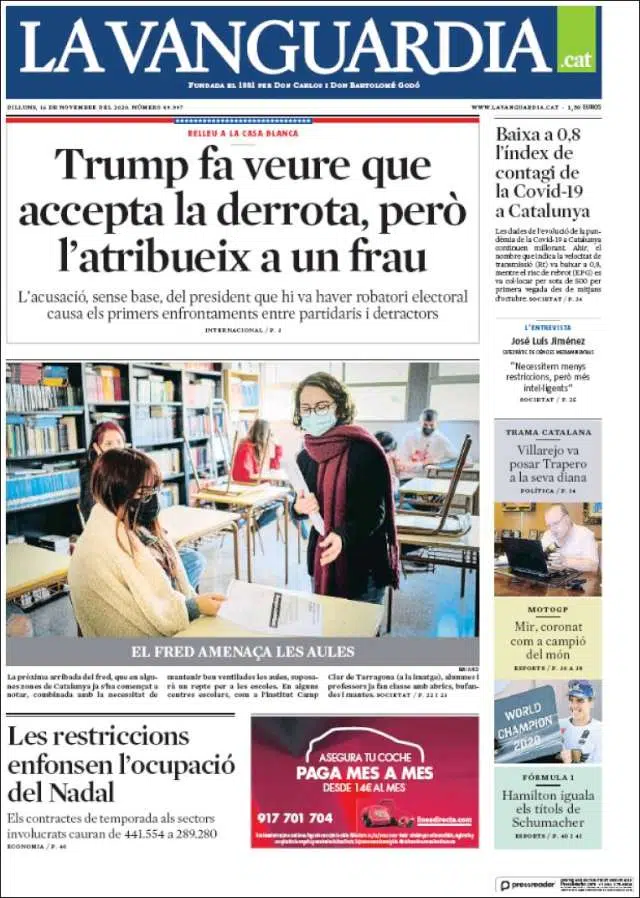 LA VANGUARDIA
.cat
FUNDADA EL 1881 PER DON CARLOS I DON BARTOLOMÉ GODÓ
DILLUNS, 16 DE NOVEMBRE DEL 2020. NÚMERO 49.997
WWW.LAVANGUARDIA.CAT - 1,50 EUROS
RELLEU A LA CASA BLANCA
Trump fa veure que
accepta la derrota, però
l'atribueix a un frau
L'acusació, sense base, del president que hi va haver robatori electoral
causa els primers enfrontaments entre partidaris i detractors
INTERNACIONAL / P. 3
Baixa a 0,8
l'índex de
contagi de
la Covid-19
a Catalunya
Les dades de l'evolució de la pan-
dèmia de la Covid-19 a Catalunya
continuen millorant. Ahir, el
nombre que indica la velocitat de
transmissió (Rt) va baixar a 0,8,
mentre el risc de rebrot (EPG) es
va col·locar per sota de 500 per
primera vegada des de mitjans
d'octubre. SOCIETAT / P. 24
L'ENTREVISTA
José Luis Jiménez
CATEDRÀTIC DE CIÈNCIES MEDIAMBIENTALS
"Necessitem menys
restriccions, però més
intel·ligents"
SOCIETAT / P. 25
TRAMA CATALANA
Villarejo va
posar Trapero
a la seva diana
POLÍTICA / P. 14
MOTOGP
Mir, coronat
com a campió
del món
ESPORTS / P. 36 A 38
WORLD
CHAMPION
2020
FÓRMULA 1
Hamilton iguala
els títols de
Schumacher
ESPORTS / P. 40 I 41
EL FRED AMENAÇA LES AULES
La pròxima arribada del fred, que en algu-
nes zones de Catalunya ja s'ha començat a
notar, combinada amb la necessitat de
mantenir ben ventilades les aules, suposa-
rà un repte per a les escoles. En alguns
centres escolars, com a l'Institut Camp
Clar de Tarragona (a la imatge), alumnes i
professors ja fan classe amb abrics, bufan-
des i mantes. SOCIETAT / P. 22 I 23
Les restriccions
enfonsen l'ocupació
del Nadal
Els contractes de temporada als sectors
involucrats cauran de 441.554 a 289.280
ECONOMIA / P. 46
ASEGURA TU COCHE
PAGA MES A MES
DESDE 14€ AL MES
917 701 704
lineadirecta.com
pressreader